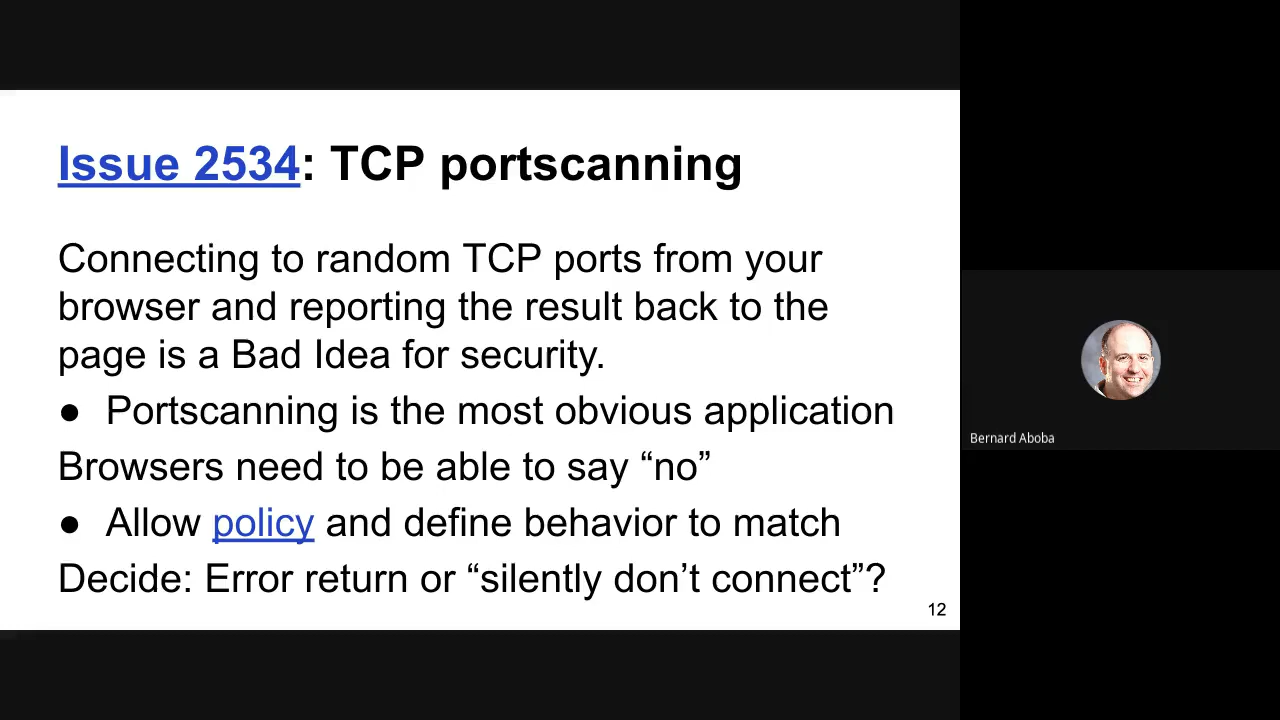 Issue 2534: TCP portscanning
Connecting to random TCP ports from your
browser and reporting the result back to the
page is a Bad Idea for security.
● Portscanning is the most obvious application
Browsers need to be able to say “no”
● Allow policy and define behavior to match
Decide: Error return or “silently don’t connect”?
12
Bernard Aboba